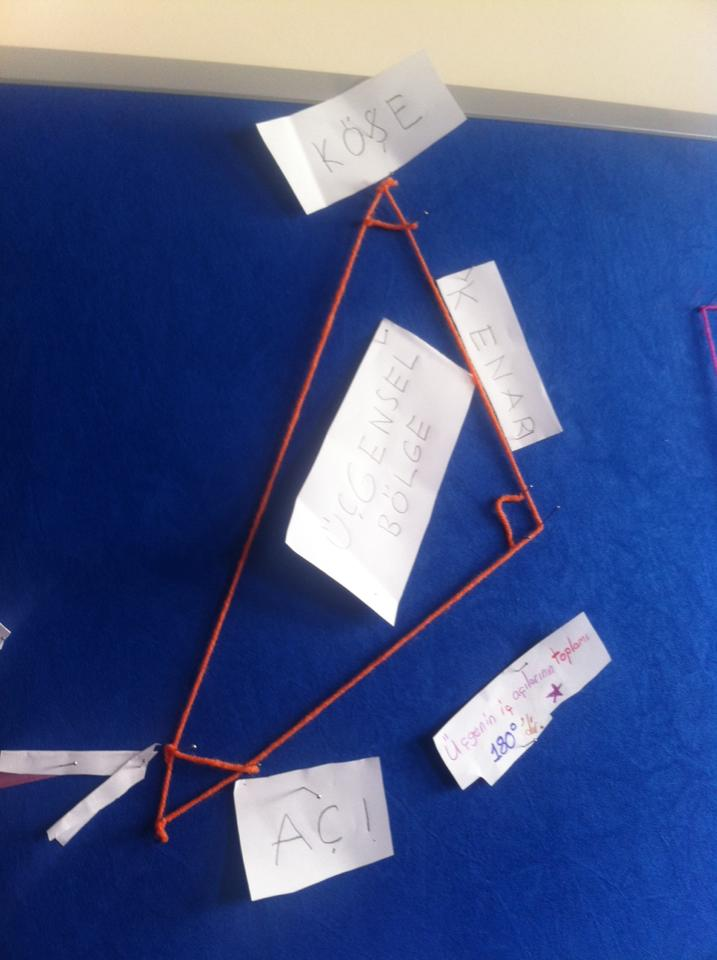 KÖŞE
KENAR
ÜÇGENSEL
BÖLGE
Üçgenin iç açılarının toplamı
180° 'dir.
AÇI